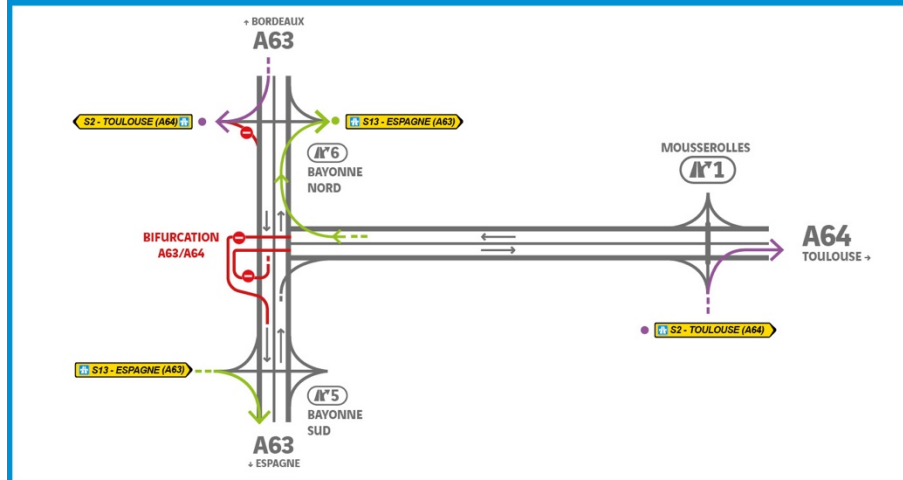 ↑ BORDEAUX
A63
S2 - TOULOUSE (A64)
S13 - ESPAGNE (A63)
6
BAYONNE
NORD
MOUSSEROLLES
1
BIFURCATION
A63/A64
A64
TOULOUSE →
S2 - TOULOUSE (A64)
S13 - ESPAGNE (A63)
5
BAYONNE
SUD
A63
↓ ESPAGNE